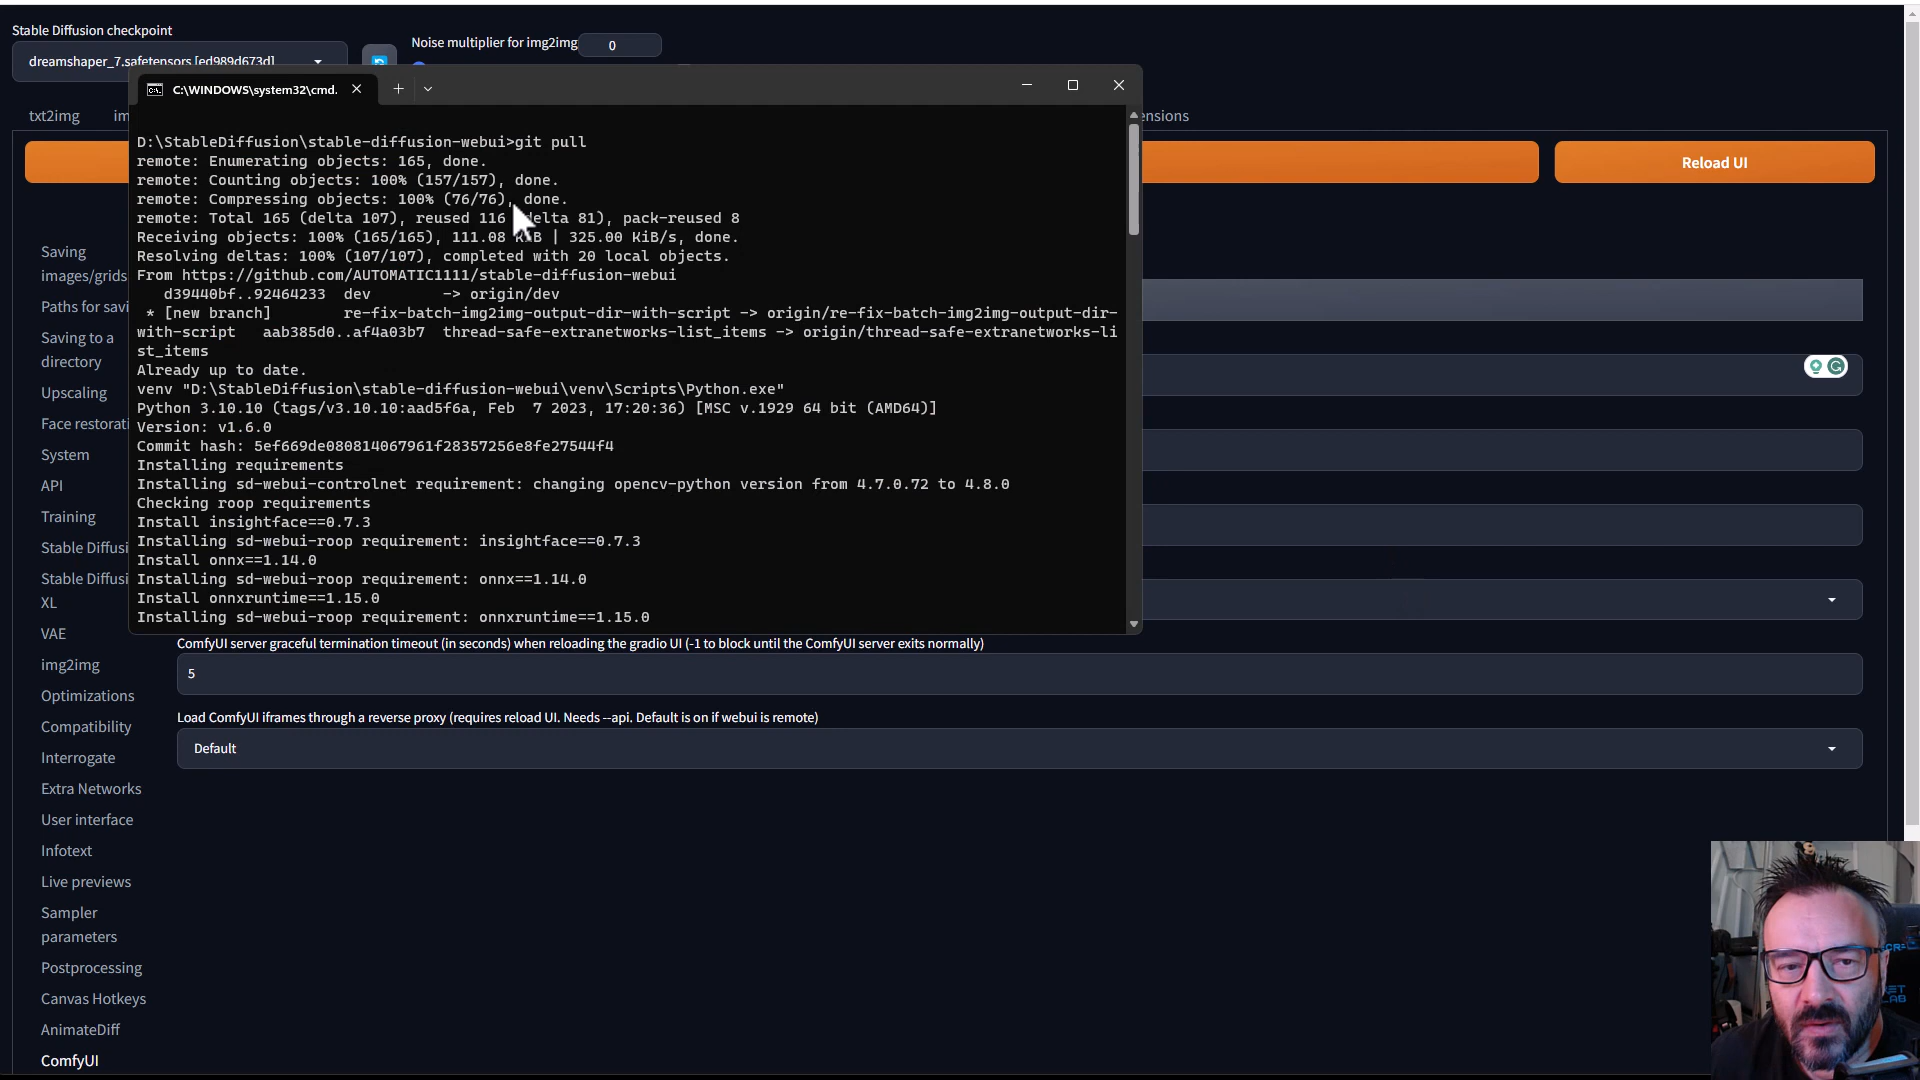 Stable Diffusion checkpoint
Noise multiplier for img2img
0
dreamshaper_7.safetensors [ed989d673d]
C:\WINDOWS\system32\cmd.
txt2img
im
ensions
D:\StableDiffusion\stable-diffusion-webui>git pull
remote: Enumerating objects: 165, done.
remote: Counting objects: 100% (157/157), done.
remote: Compressing objects: 100% (76/76), done.
remote: Total 165 (delta 107), reused 116 (delta 81), pack-reused 8
Receiving objects: 100% (165/165), 111.08 KiB | 325.00 KiB/s, done.
Resolving deltas: 100% (107/107), completed with 20 local objects.
From https://github.com/AUTOMATIC1111/stable-diffusion-webui
d39440bf..92464233  dev             -> origin/dev
* [new branch]        re-fix-batch-img2img-output-dir-with-script -> origin/re-fix-batch-img2img-output-dir-
with-script   aab385d0..af4a03b7  thread-safe-extranetworks-list_items -> origin/thread-safe-extranetworks-li
st_items
Already up to date.
venv "D:\StableDiffusion\stable-diffusion-webui\venv\Scripts\Python.exe"
Python 3.10.10 (tags/v3.10.10:aad5f6a, Feb  7 2023, 17:20:36) [MSC v.1929 64 bit (AMD64)]
Version: v1.6.0
Commit hash: 5ef669de080814067961f28357256e8fe27544f4
Installing requirements
Installing sd-webui-controlnet requirement: changing opencv-python version from 4.7.0.72 to 4.8.0
Checking roop requirements
Install insightface==0.7.3
Installing sd-webui-roop requirement: insightface==0.7.3
Install onnx==1.14.0
Installing sd-webui-roop requirement: onnx==1.14.0
Install onnxruntime==1.15.0
Installing sd-webui-roop requirement: onnxruntime==1.15.0
Reload UI
Saving
images/grids
Paths for savi
Saving to a
directory
Upscaling
Face restorati
System
API
Training
Stable Diffusi
Stable Diffusi
XL
VAE
img2img
Optimizations
Compatibility
Interrogate
Extra Networks
User interface
Infotext
Live previews
Sampler
parameters
Postprocessing
Canvas Hotkeys
AnimateDiff
ComfyUI
ComfyUI server graceful termination timeout (in seconds) when reloading the gradio UI (-1 to block until the ComfyUI server exits normally)
5
Load ComfyUI iframes through a reverse proxy (requires reload UI. Needs --api. Default is on if webui is remote)
Default